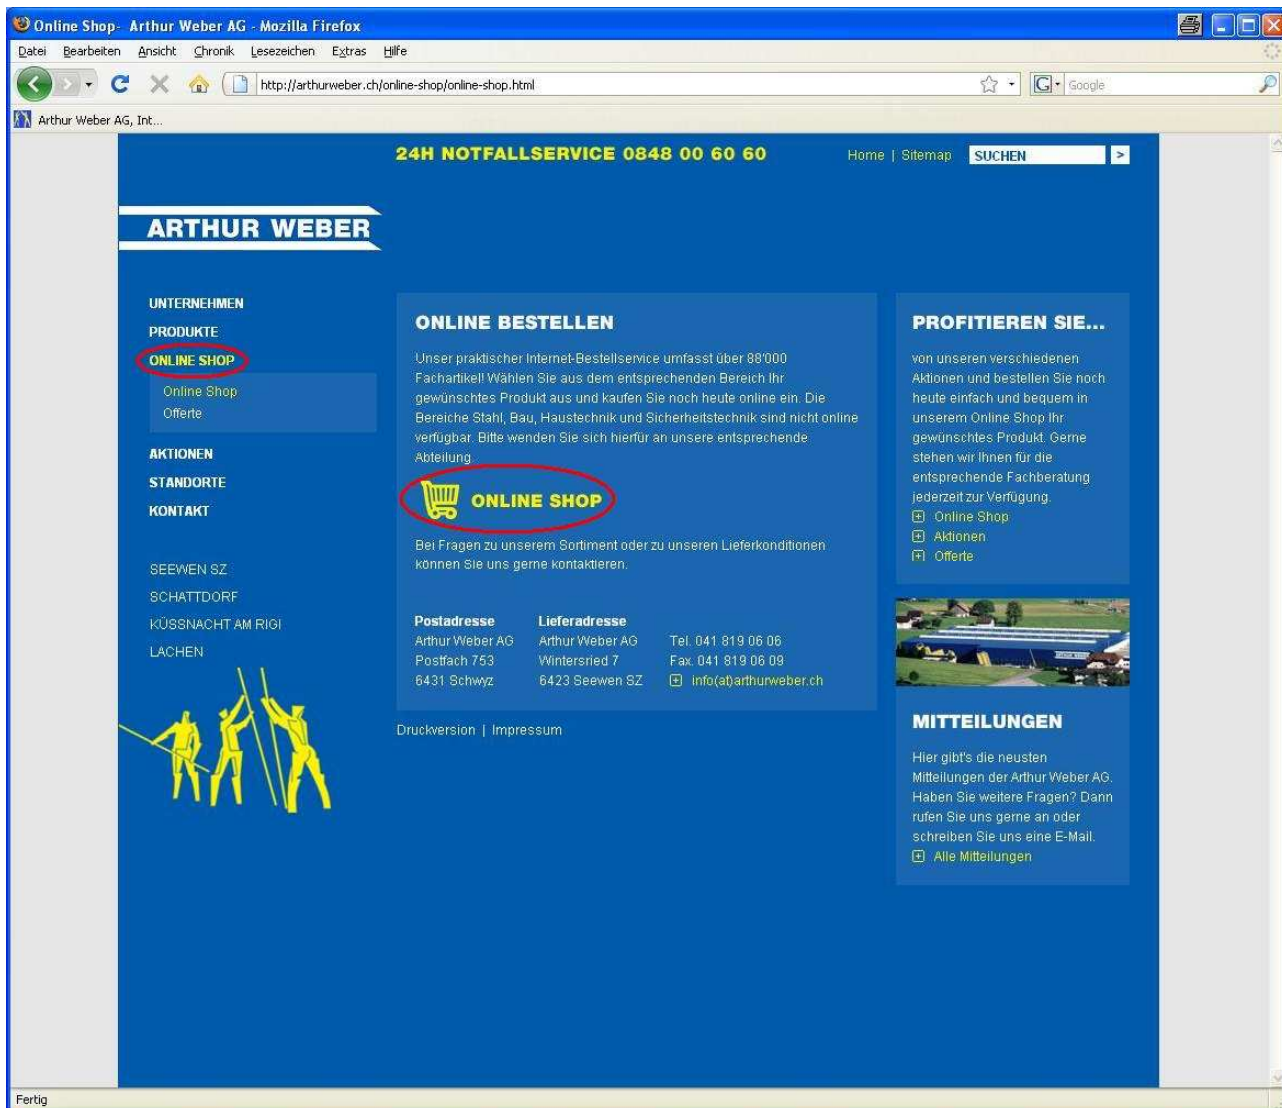 Online Shop- Arthur Weber AG - Mozilla Firefox
Datei Bearbeiten Ansicht Chronik Lesezeichen Extras Hilfe
http://arthurweber.ch/online-shop/online-shop.html
G Google
Arthur Weber AG, Int...
24H NOTFALLSERVICE 0848 00 60 60
Home | Sitemap SUCHEN >
ARTHUR WEBER
UNTERNEHMEN
PRODUKTE
ONLINE SHOP
Online Shop
Offerte
AKTIONEN
STANDORTE
KONTAKT
SEEWEN SZ
SCHATTDORF
KÜSSNACHT AM RIGI
LACHEN
ONLINE BESTELLEN
Unser praktischer Internet-Bestellservice umfasst über 88'000
Fachartikel! Wählen Sie aus dem entsprechenden Bereich Ihr
gewünschtes Produkt aus und kaufen Sie noch heute online ein. Die
Bereiche Stahl, Bau, Haustechnik und Sicherheitstechnik sind nicht online
verfügbar. Bitte wenden Sie sich hierfür an unsere entsprechende
Abteilung.
ONLINE SHOP
Bei Fragen zu unserem Sortiment oder zu unseren Lieferkonditionen
können Sie uns gerne kontaktieren.
Postadresse Lieferadresse
Arthur Weber AG Arthur Weber AG Tel. 041 819 06 06
Postfach 753 Wintersried 7 Fax. 041 819 06 09
6431 Schwyz 6423 Seewen SZ info(at)arthurweber.ch
Druckversion | Impressum
PROFITIEREN SIE...
von unseren verschiedenen
Aktionen und bestellen Sie noch
heute einfach und bequem in
unserem Online Shop Ihr
gewünschtes Produkt. Gerne
stehen wir Ihnen für die
entsprechende Fachberatung
jederzeit zur Verfügung.
Online Shop
Aktionen
Offerte
MITTEILUNGEN
Hier gibt's die neusten
Mitteilungen der Arthur Weber AG.
Haben Sie weitere Fragen? Dann
rufen Sie uns gerne an oder
schreiben Sie uns eine E-Mail.
Alle Mitteilungen
Fertig